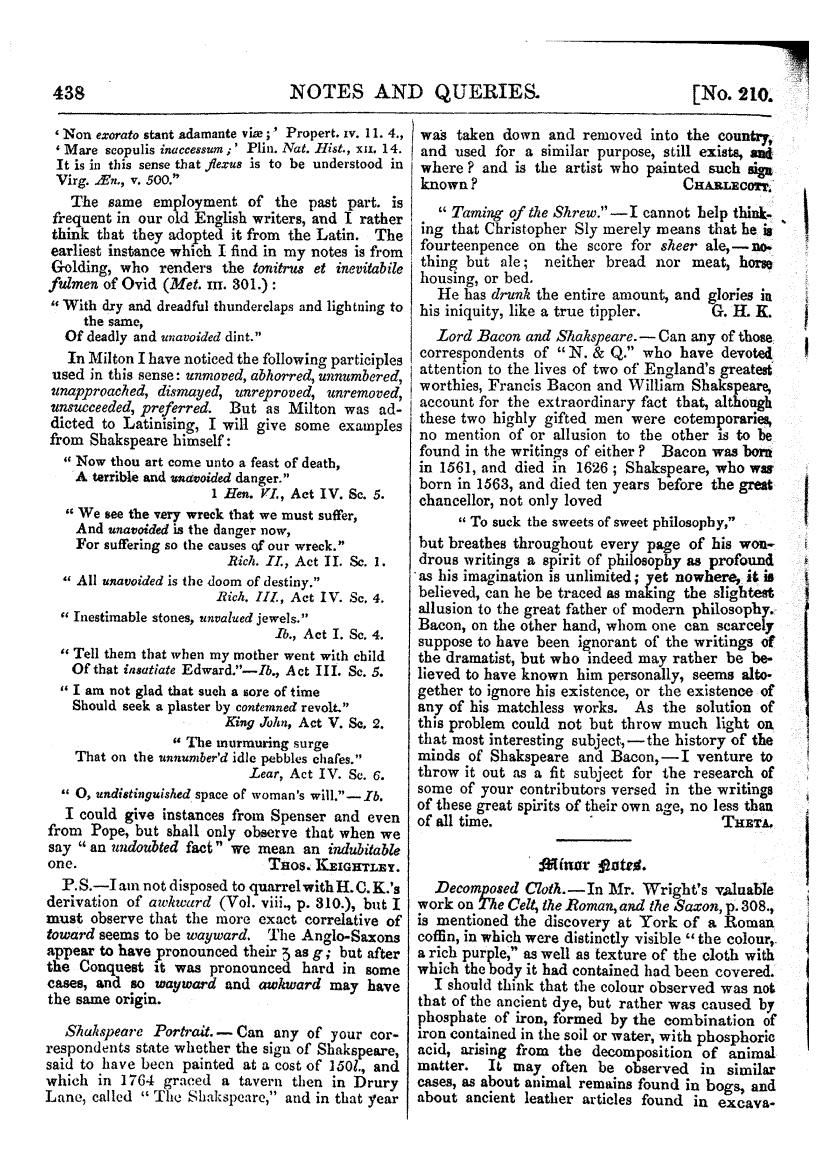 438
NOTES AND QUERIES.
[No. 210.
‘ Non exorato stant adamante viæ;’ Propert. IV. 11. 4.,
‘ Mare scopulis inaccessum;’ Plin. Nat. Hist., XII. 14.
It is in this sense that flexus is to be understood in
Virg. Æn., v. 500.”
The same employment of the past part. is
frequent in our old English writers, and I rather
think that they adopted it from the Latin. The
earliest instance which I find in my notes is from
Golding, who renders the tonitrus et inevitabile
fulmen of Ovid (Met. III. 301.) :
“ With dry and dreadful thunderclaps and lightning to
the same,
Of deadly and unavoided dint.”
In Milton I have noticed the following participles
used in this sense: unmoved, abhorred, unnumbered,
unapproached, dismayed, unreproved, unremoved,
unsucceeded, preferred. But as Milton was ad-
dicted to Latinising, I will give some examples
from Shakspeare himself :
“ Now thou art come unto a feast of death,
A terrible and unavoided danger.”
1 Hen. VI., Act IV. Sc. 5.
“ We see the very wreck that we must suffer,
And unavoided is the danger now,
For suffering so the causes of our wreck.”
Rich. II., Act II. Sc. 1.
“ All unavoided is the doom of destiny.”
Rich. III., Act IV. Sc. 4.
“ Inestimable stones, unvalued jewels.”
Ib., Act I. Sc. 4.
“ Tell them that when my mother went with child
Of that insatiate Edward.”—Ib., Act III. Sc. 5.
“ I am not glad that such a sore of time
Should seek a plaster by contemned revolt.”
King John, Act V. Sc. 2.
“ The murmuring surge
That on the unnumber'd idle pebbles chafes.”
Lear, Act IV. Sc. 6.
“ O, undistinguished space of woman's will.”—Ib.
I could give instances from Spenser and even
from Pope, but shall only observe that when we
say “ an undoubted fact” we mean an indubitable
one. THOS. KEIGHTLEY.
P.S.—I am not disposed to quarrel with H. C. K.'s
derivation of awkward (Vol. viii., p. 310.), but I
must observe that the more exact correlative of
toward seems to be wayward. The Anglo-Saxons
appear to have pronounced their ʒ as g; but after
the Conquest it was pronounced hard in some
cases, and so wayward and awkward may have
the same origin.
Shakspeare Portrait. — Can any of your cor-
respondents state whether the sign of Shakspeare,
said to have been painted at a cost of 150l., and
which in 1764 graced a tavern then in Drury
Lane, called “ The Shakspeare,” and in that year
was taken down and removed into the country,
and used for a similar purpose, still exists, and
where ? and is the artist who painted such sign
known ? CHARLECOTT.
“ Taming of the Shrew.”—I cannot help think-
ing that Christopher Sly merely means that he is
fourteenpence on the score for sheer ale,—no-
thing but ale; neither bread nor meat, horse
housing, or bed.
He has drunk the entire amount, and glories in
his iniquity, like a true tippler. G. H. K.
Lord Bacon and Shakspeare.—Can any of those
correspondents of “ N. & Q.” who have devoted
attention to the lives of two of England's greatest
worthies, Francis Bacon and William Shakspeare,
account for the extraordinary fact that, although
these two highly gifted men were cotemporaries,
no mention of or allusion to the other is to be
found in the writings of either ? Bacon was born
in 1561, and died in 1626 ; Shakspeare, who was
born in 1563, and died ten years before the great
chancellor, not only loved
“ To suck the sweets of sweet philosophy,”
but breathes throughout every page of his won-
drous writings a spirit of philosophy as profound
as his imagination is unlimited; yet nowhere, it is
believed, can he be traced as making the slightest
allusion to the great father of modern philosophy.
Bacon, on the other hand, whom one can scarcely
suppose to have been ignorant of the writings of
the dramatist, but who indeed may rather be be-
lieved to have known him personally, seems alto-
gether to ignore his existence, or the existence of
any of his matchless works. As the solution of
this problem could not but throw much light on
that most interesting subject,—the history of the
minds of Shakspeare and Bacon,—I venture to
throw it out as a fit subject for the research of
some of your contributors versed in the writings
of these great spirits of their own age, no less than
of all time. THETA.
Minor Notes.
Decomposed Cloth.—In Mr. Wright's valuable
work on The Celt, the Roman, and the Saxon, p. 308.,
is mentioned the discovery at York of a Roman
coffin, in which were distinctly visible “ the colour,
a rich purple,” as well as texture of the cloth with
which the body it had contained had been covered.
I should think that the colour observed was not
that of the ancient dye, but rather was caused by
phosphate of iron, formed by the combination of
iron contained in the soil or water, with phosphoric
acid, arising from the decomposition of animal
matter. It may often be observed in similar
cases, as about animal remains found in bogs, and
about ancient leather articles found in excava-